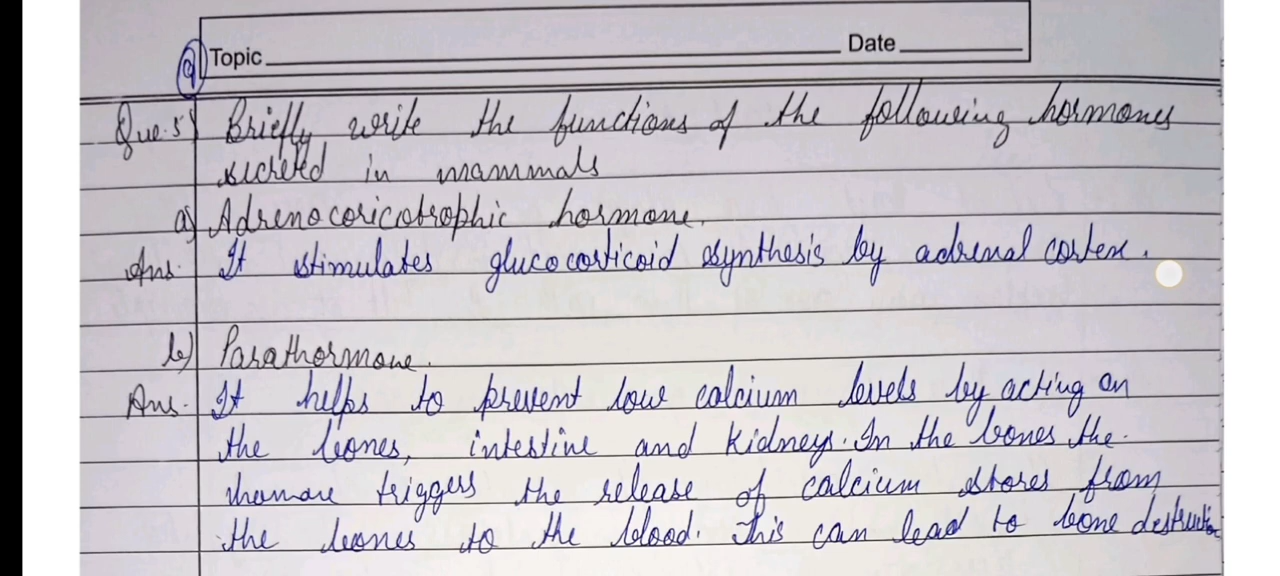 9
Topic Date
Que.5) Briefly write the functions of the following hormones
secreted in mammals
a) Adrenocoricotrophic hormone.
Ans. It stimulates glucocorticoid synthesis by adrenal cortex.
b) Parathormone.
Ans. It helps to prevent low calcium levels by acting on
the bones, intestine and kidneys. In the bones the
triggers the release of calcium stores from
the bones to the blood. This can lead to bone destruction